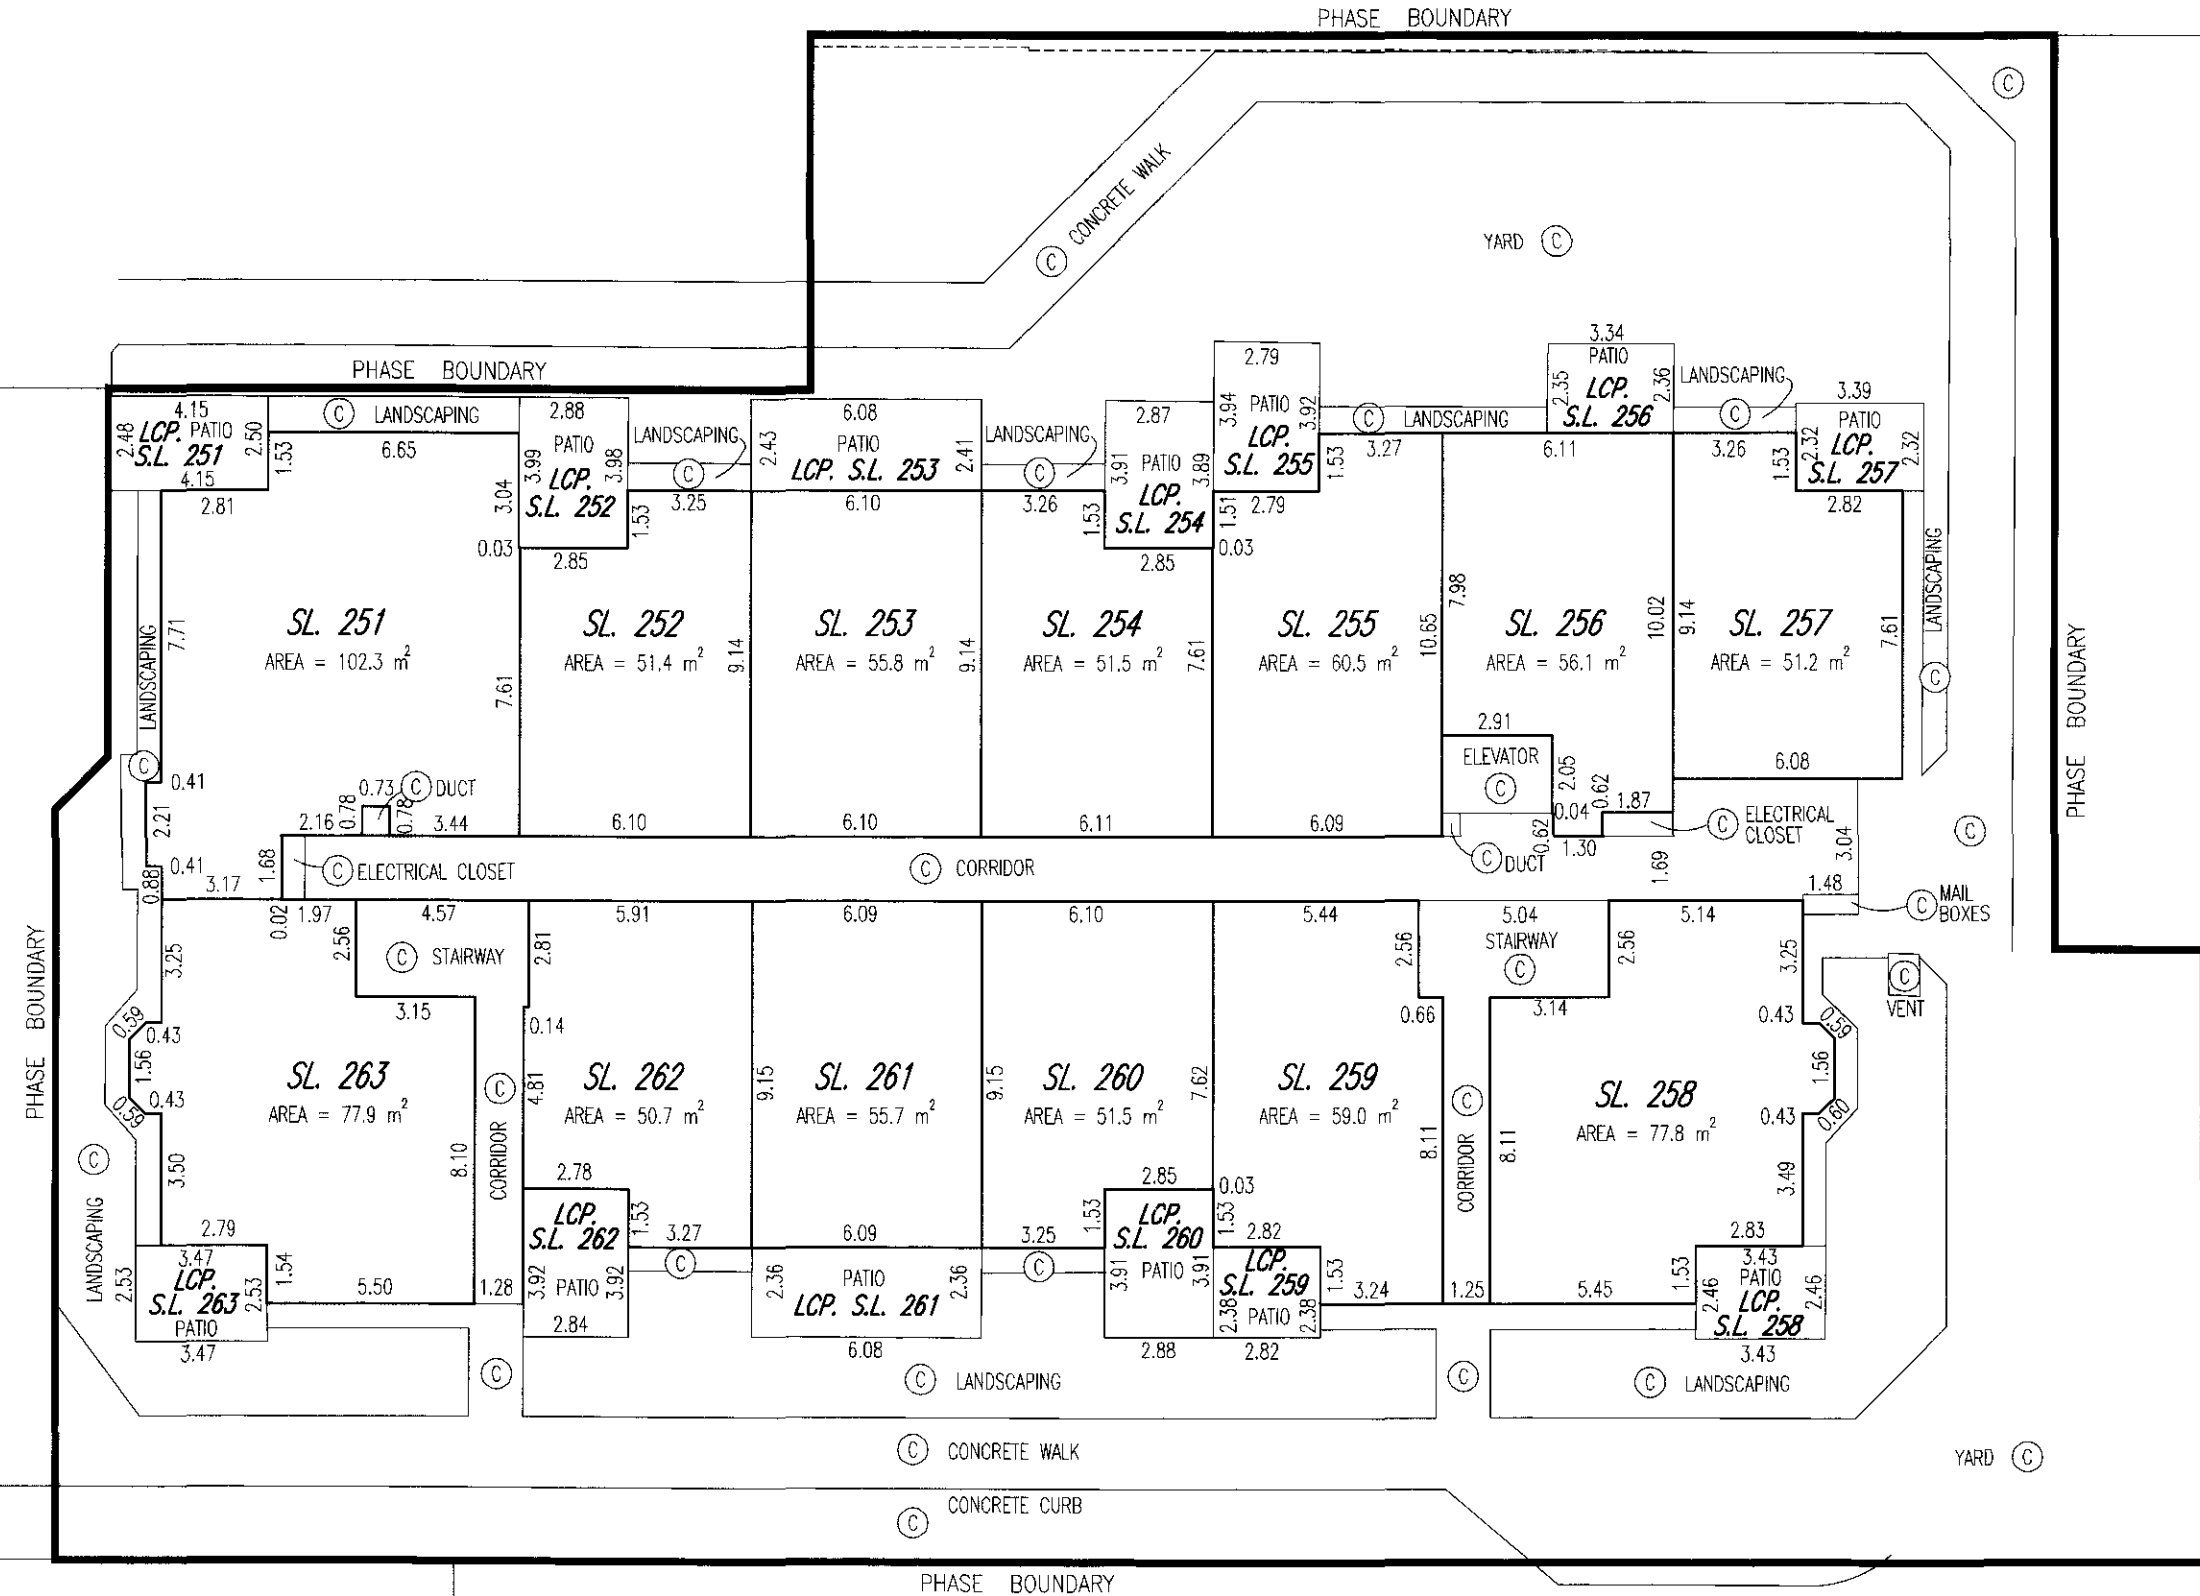 PHASE BOUNDARY
C
CONCRETE WALK
C
YARD C
PHASE BOUNDARY
4.15
2.48
LCP. PATIO
S.L. 251
2.50
4.15
2.81
1.53
C LANDSCAPING
6.65
3.04
0.03
2.88
PATIO
3.99
3.98
LCP.
S.L. 252
2.85
1.53
LANDSCAPING
C
3.25
6.08
2.43
PATIO
2.41
LCP. S.L. 253
6.10
LANDSCAPING
C
3.26
1.53
2.87
3.91
PATIO
3.89
LCP.
S.L. 254
2.85
0.03
1.51
2.79
3.94
PATIO
3.92
LCP.
S.L. 255
2.79
1.53
C LANDSCAPING
3.27
3.34
PATIO
2.35
LCP.
2.36
S.L. 256
6.11
LANDSCAPING
C
3.26
1.53
3.39
PATIO
2.32
LCP.
2.32
S.L. 257
2.82
LANDSCAPING
C
LANDSCAPING
C
7.71
SL. 251
AREA = 102.3 m2
7.61
SL. 252
AREA = 51.4 m2
9.14
SL. 253
AREA = 55.8 m2
9.14
SL. 254
AREA = 51.5 m2
7.61
SL. 255
AREA = 60.5 m2
10.65
7.98
SL. 256
AREA = 56.1 m2
10.02
9.14
SL. 257
AREA = 51.2 m2
7.61
6.08
PHASE BOUNDARY
0.41
2.21
0.41
0.88
3.17
1.68
2.16
0.78
0.73
0.78
C DUCT
3.44
6.10
6.10
6.11
6.09
2.91
ELEVATOR
C
2.05
0.62
0.04
1.87
0.62
1.30
C DUCT
1.69
C ELECTRICAL
CLOSET
3.04
1.48
C MAIL
BOXES
C
C ELECTRICAL CLOSET
C CORRIDOR
0.02
1.97
4.57
5.91
6.09
6.10
5.44
5.04
5.14
2.56
C STAIRWAY
3.15
2.81
0.14
2.56
0.66
STAIRWAY
C
2.56
3.14
3.25
0.43
0.59
1.56
0.43
0.60
3.49
C
VENT
3.25
0.59
0.43
1.56
0.43
0.59
3.50
PHASE BOUNDARY
C
LANDSCAPING
SL. 263
AREA = 77.9 m2
8.10
C
CORRIDOR
4.81
SL. 262
AREA = 50.7 m2
9.15
SL. 261
AREA = 55.7 m2
9.15
SL. 260
AREA = 51.5 m2
7.62
SL. 259
AREA = 59.0 m2
8.11
C
CORRIDOR
8.11
SL. 258
AREA = 77.8 m2
2.79
3.47
2.53
LCP.
S.L. 263
2.53
PATIO
3.47
1.54
5.50
1.28
2.78
LCP.
S.L. 262
3.92
PATIO
3.92
2.84
1.53
3.27
C
6.09
2.36
PATIO
2.36
LCP. S.L. 261
6.08
3.25
C
1.53
2.85
LCP.
S.L. 260
3.91
PATIO
3.91
2.88
0.03
1.53
2.82
LCP.
S.L. 259
2.38
PATIO
2.38
2.82
1.53
3.24
1.25
5.45
1.53
2.83
3.43
PATIO
2.46
LCP.
2.46
S.L. 258
3.43
C
C LANDSCAPING
C
C LANDSCAPING
C CONCRETE WALK
YARD C
CONCRETE CURB
C
PHASE BOUNDARY